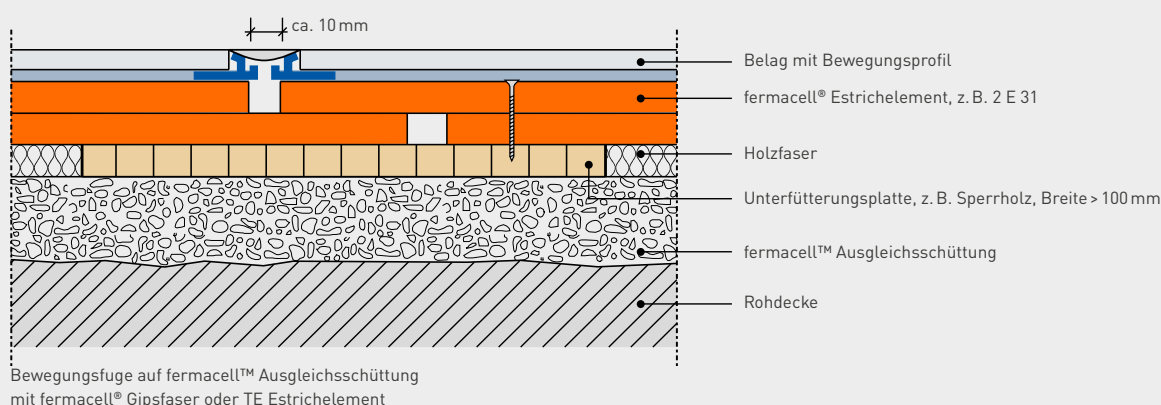 ca. 10 mm
Belag mit Bewegungsprofil
fermacell® Estrichelement, z. B. 2 E 31
Holzfaser
Unterfütterungsplatte, z. B. Sperrholz, Breite > 100 mm
fermacell™ Ausgleichsschüttung
Rohdecke
Bewegungsfuge auf fermacell™ Ausgleichsschüttung
mit fermacell® Gipsfaser oder TE Estrichelement